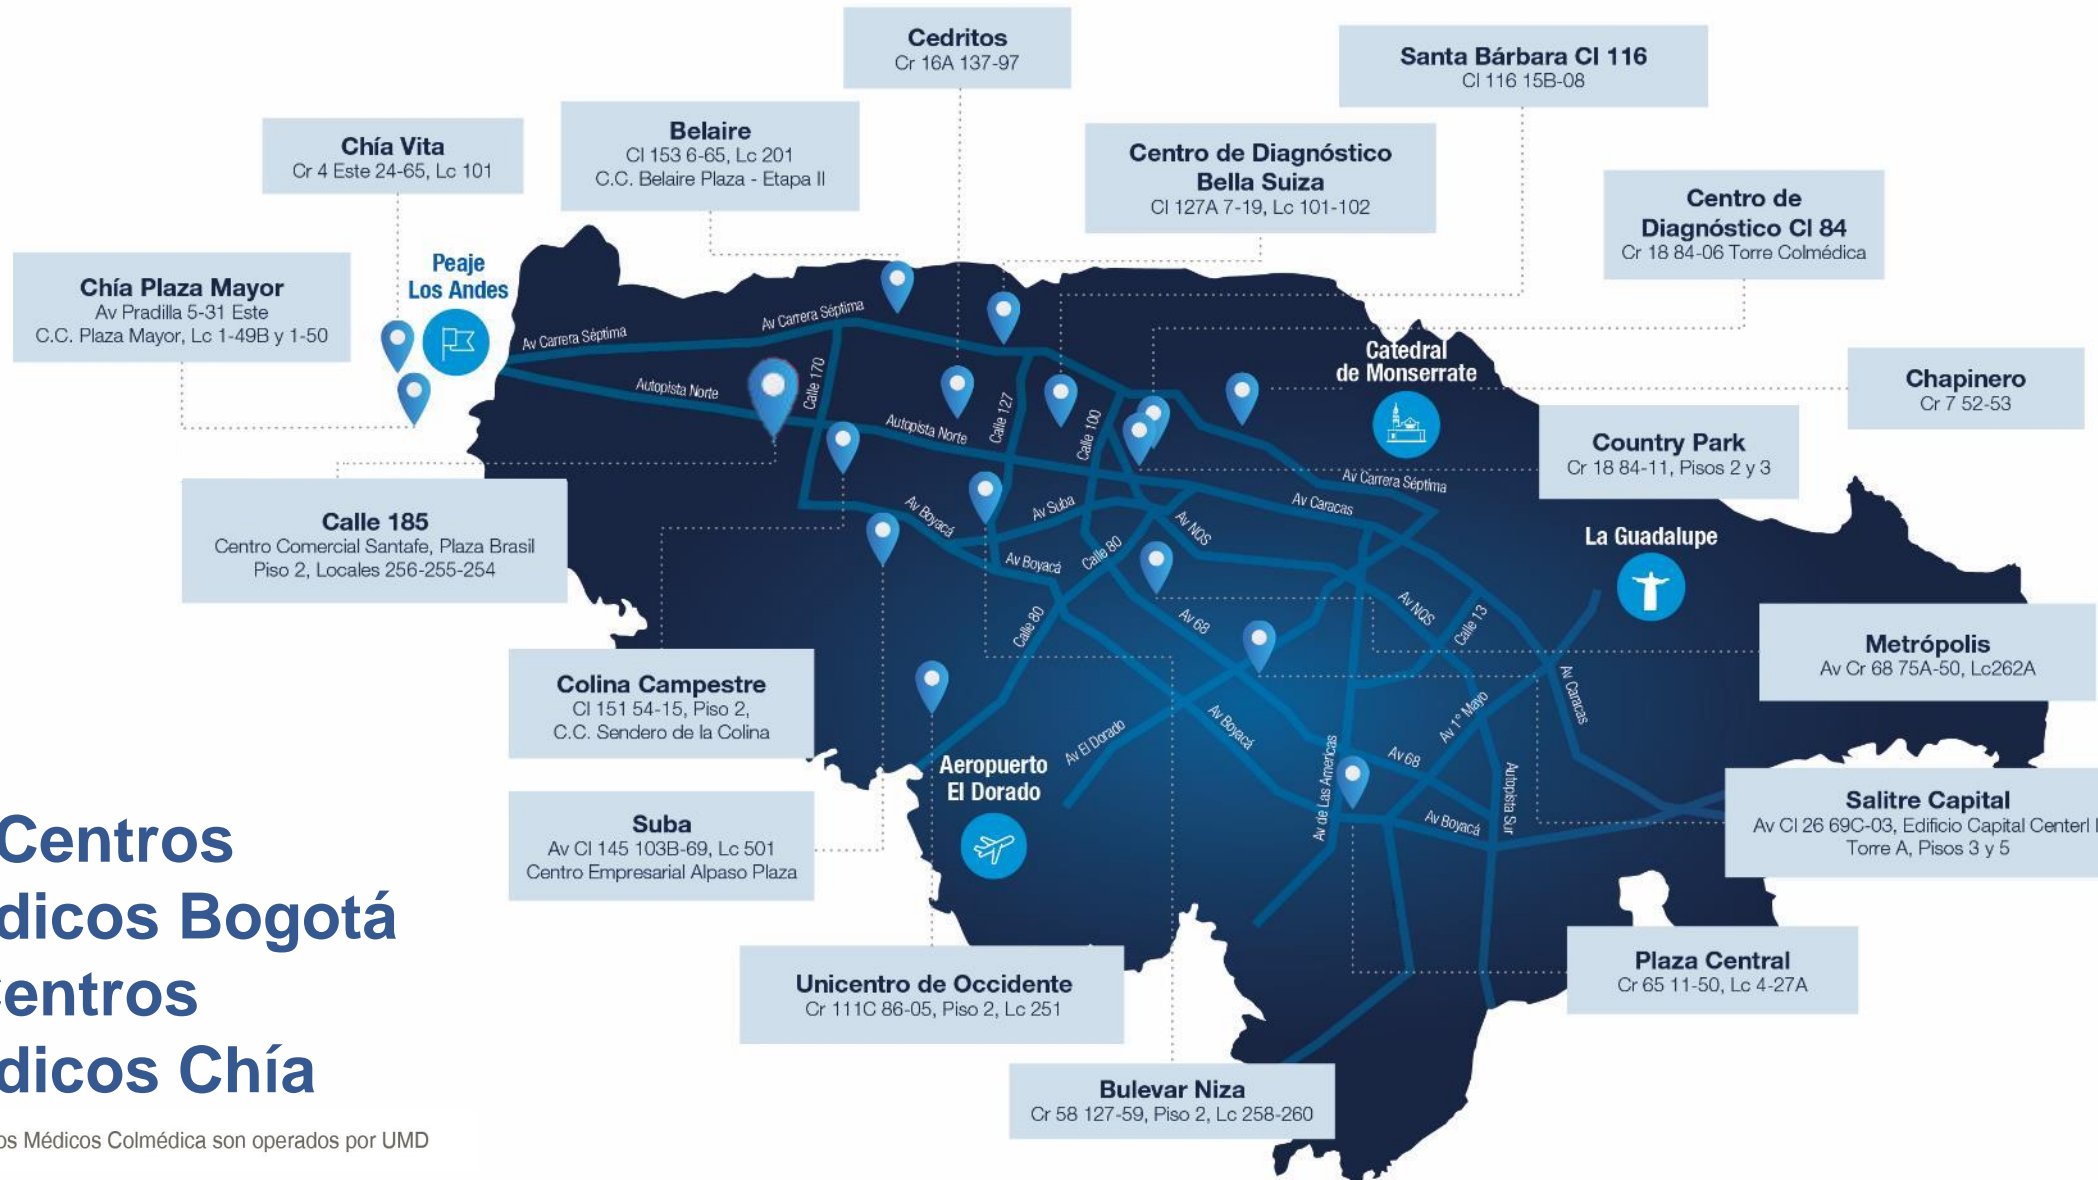 Cedritos
Cr 16A 137-97
Santa Bárbara Cl 116
Cl 116 15B-08
Belaire
Cl 153 6-65, Lc 201
C.C. Belaire Plaza - Etapa II
Chía Vita
Cr 4 Este 24-65, Lc 101
Centro de Diagnóstico
Bella Suiza
Cl 127A 7-19, Lc 101-102
Centro de
Diagnóstico Cl 84
Cr 18 84-06 Torre Colmédica
Chía Plaza Mayor
Av Pradilla 5-31 Este
C.C. Plaza Mayor, Lc 1-49B y 1-50
Peaje
Los Andes
Av Carrera Séptima
Av Carrera Séptima
Autopista Norte
Calle 170
Autopista Norte
Calle 127
Calle 100
Catedral
de Monserrate
Chapinero
Cr 7 52-53
Country Park
Cr 18 84-11, Pisos 2 y 3
Av Carrera Séptima
Av Caracas
Calle 185
Centro Comercial Santafe, Plaza Brasil
Piso 2, Locales 256-255-254
Av Boyacá
Av Suba
Av NQS
Av Boyacá
Calle 80
La Guadalupe
Calle 80
Av 68
Av NQS
Calle 13
Metrópolis
Av Cr 68 75A-50, Lc262A
Colina Campestre
Cl 151 54-15, Piso 2,
C.C. Sendero de la Colina
Av Caracas
Av Boyacá
Av 1° Mayo
Av El Dorado
Av 68
Av de Las Americas
Autopista Sur
Aeropuerto
El Dorado
Av Boyacá
Salitre Capital
Av Cl 26 69C-03, Edificio Capital Centerl
Torre A, Pisos 3 y 5
Suba
Av Cl 145 103B-69, Lc 501
Centro Empresarial Alpaso Plaza
Centros
dicos Bogotá
entros
dicos Chía
os Médicos Colmédica son operados por UMD
Unicentro de Occidente
Cr 111C 86-05, Piso 2, Lc 251
Plaza Central
Cr 65 11-50, Lc 4-27A
Bulevar Niza
Cr 58 127-59, Piso 2, Lc 258-260